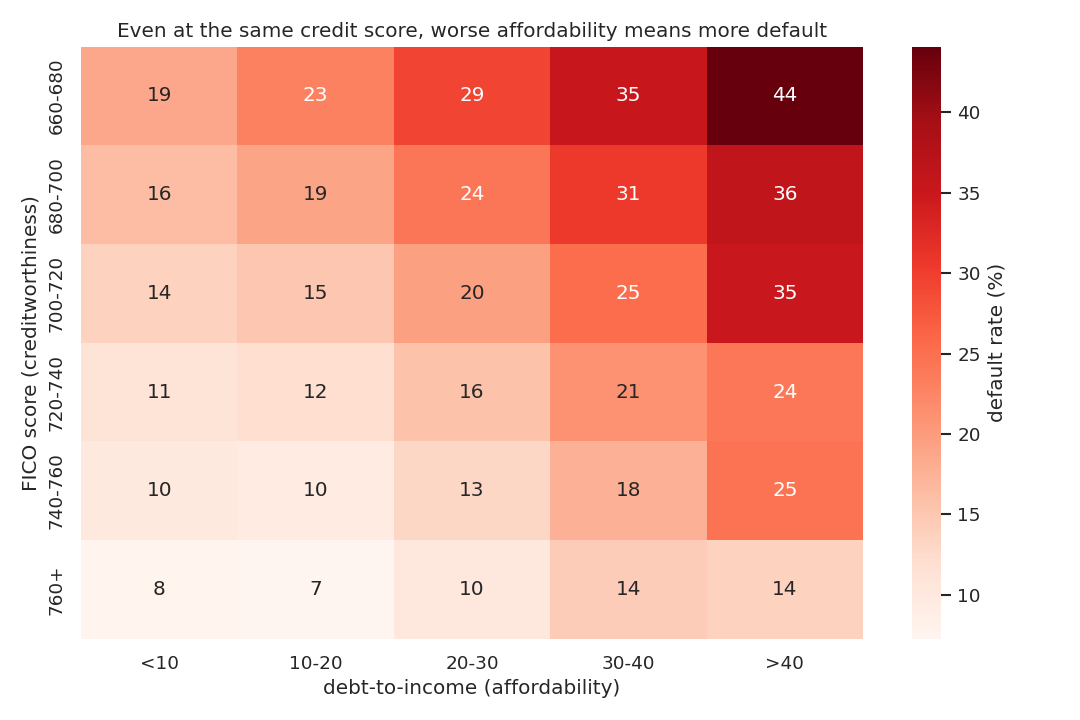 Even at the same credit score, worse affordability means more default
FICO score (creditworthiness)
660-680 19 23 29 35 44
680-700 16 19 24 31 36
700-720 14 15 20 25 35
720-740 11 12 16 21 24
740-760 10 10 13 18 25
760+ 8 7 10 14 14
<10 10-20 20-30 30-40 >40
debt-to-income (affordability)
40
35
30
25
20
15
10
default rate (%)